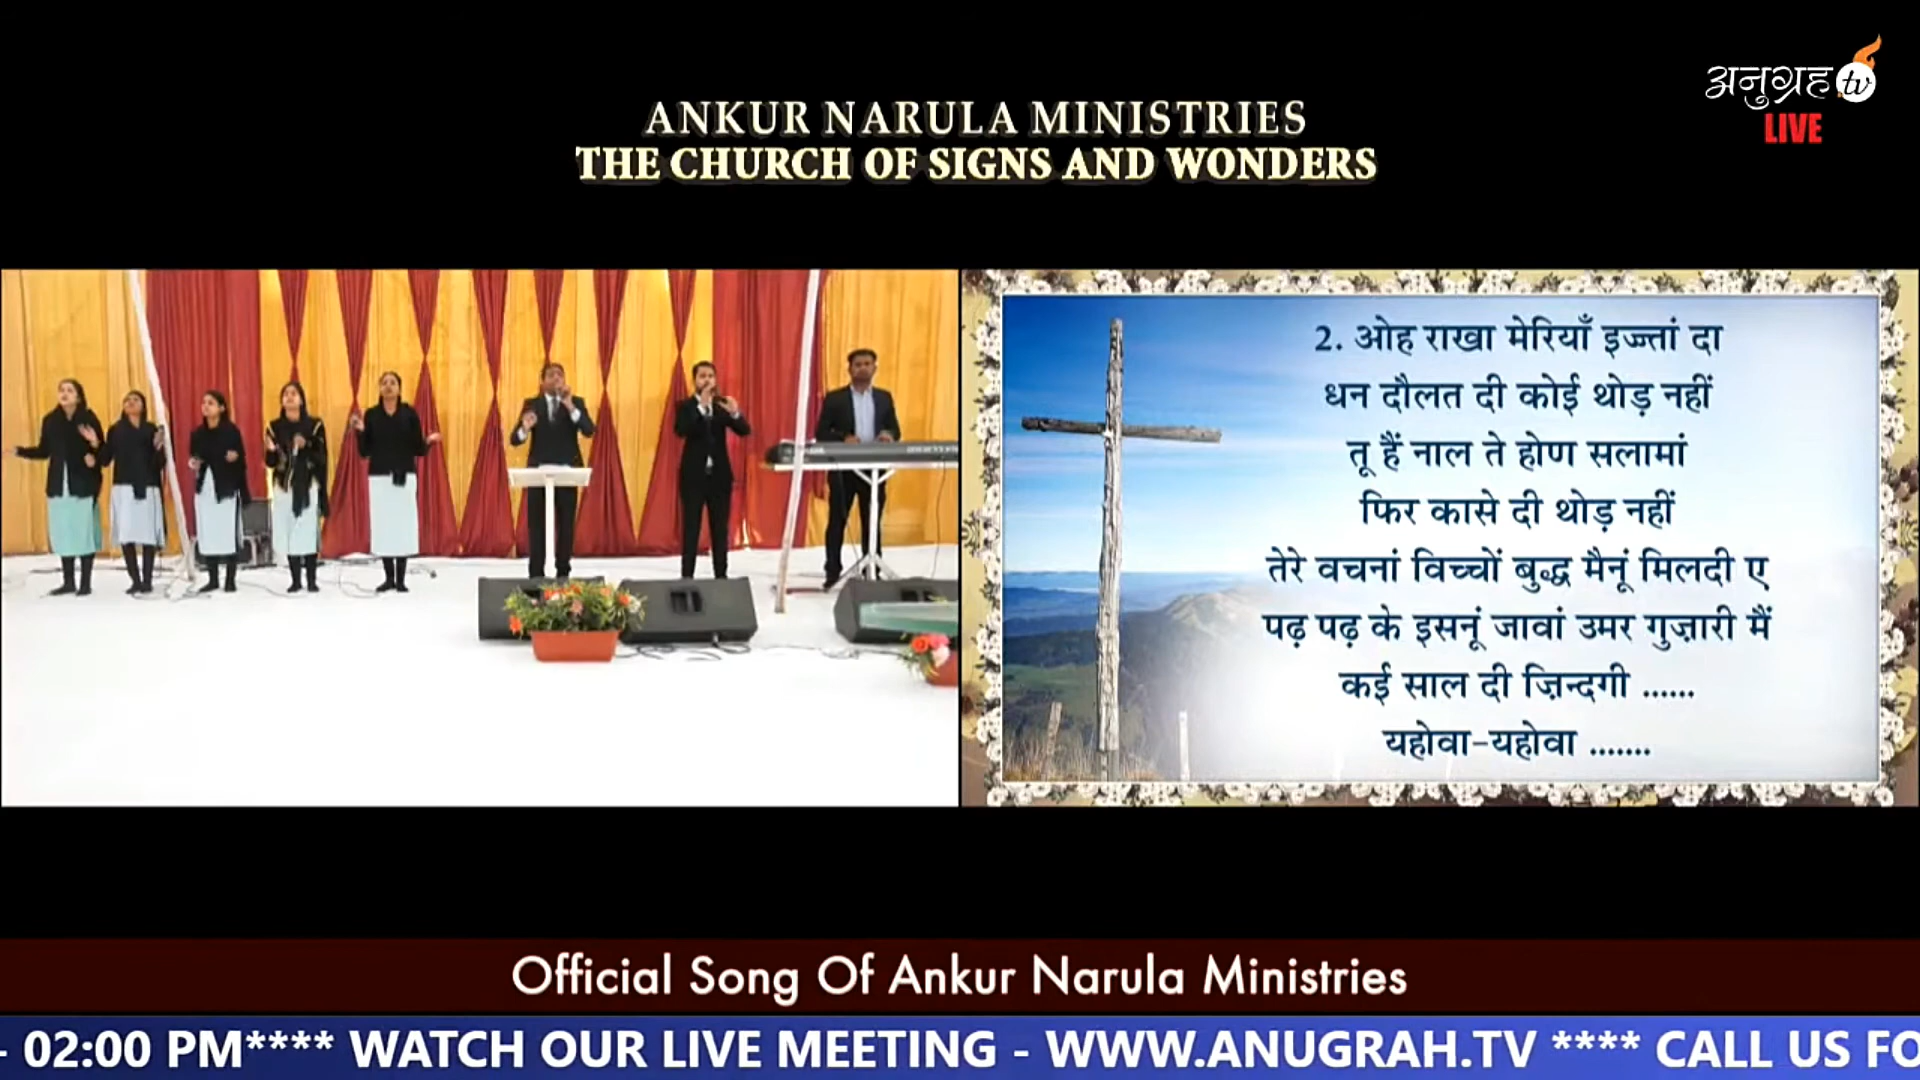 अनुग्रह tv
LIVE
ANKUR NARULA MINISTRIES
THE CHURCH OF SIGNS AND WONDERS
2. ओह राखा मेरियाँ इज्तां दा
धन दौलत दी कोई थोड़ नहीं
तू हैं नाल ते होण सलामां
फिर कासे दी थोड़ नहीं
तेरे वचनां विच्चों बुद्ध मैनूं मिलदी ए
पढ़ पढ़ के इसनूं जावां उमर गुज़ारी मैं
कई साल दी ज़िन्दगी ......
यहोवा-यहोवा .......
Official Song Of Ankur Narula Ministries
- 02:00 PM**** WATCH OUR LIVE MEETING - WWW.ANUGRAH.TV **** CALL US FO